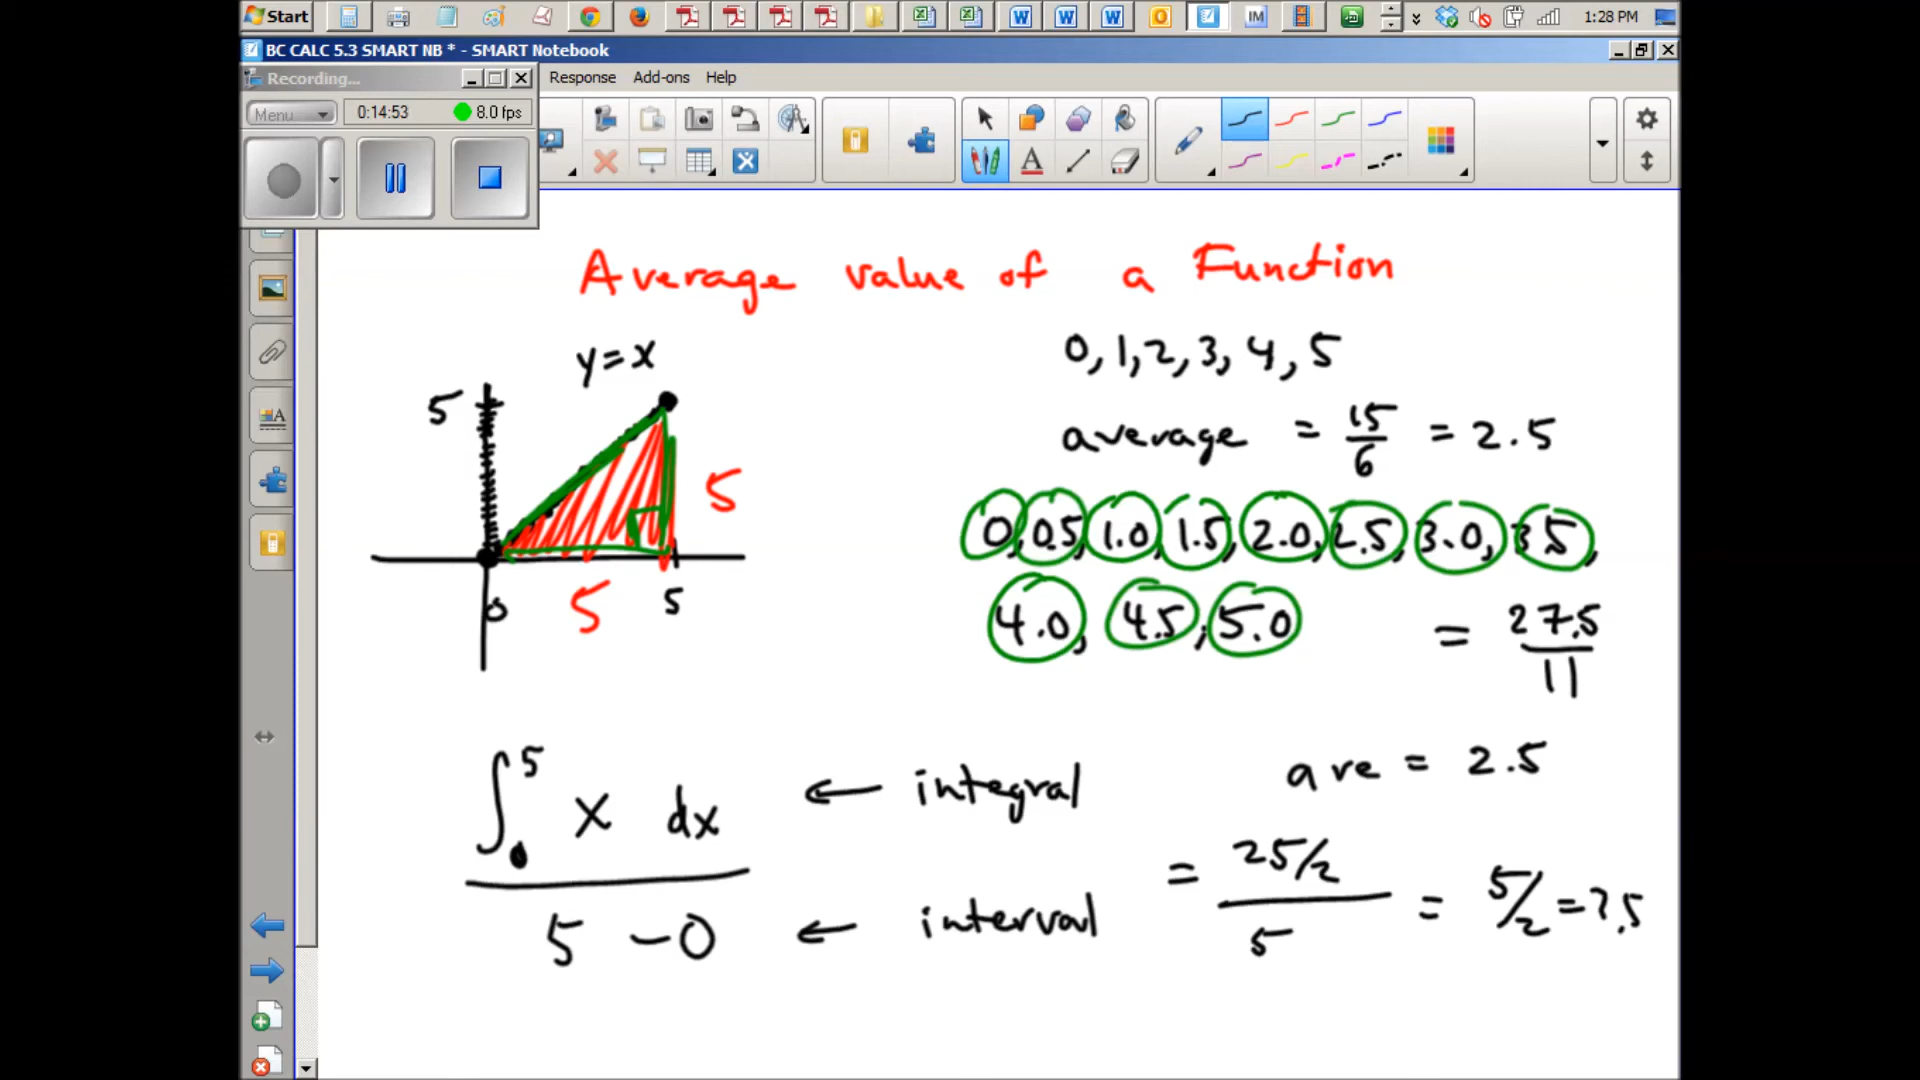 Start
1:28 PM
BC CALC 5.3 SMART NB * - SMART Notebook
Recording...
Response Add-ons Help
Menu 0:14:53 8.0 fps
Average value of a Function
y=x
5
5
5
0
5
0, 1, 2, 3, 4, 5
average = 15/6 = 2.5
0, 0.5, 1.0, 1.5, 2.0, 2.5, 3.0, 3.5,
4.0, 4.5, 5.0 = 27.5/11
ave = 2.5
∫₀⁵ x dx ← integral
5 - 0 ← interval
= 25/2 / 5 = 5/2 = 2.5